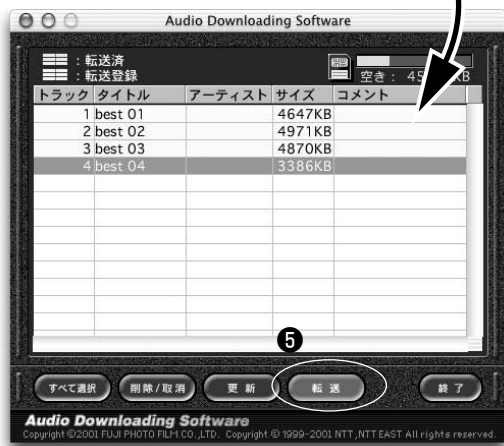 Audio Downloading Software
：転送済
：転送登録
空き： 45 KB
トラック タイトル アーティスト サイズ コメント
1 best 01 4647KB
2 best 02 4971KB
3 best 03 4870KB
4 best 04 3386KB
❺
すべて選択 削除/取消 更 新 転 送 終 了
Audio Downloading Software
Copyright ©2001 FUJI PHOTO FILM CO.,LTD. Copyright © 1999-2001 NTT ,NTT EAST All rights reserved